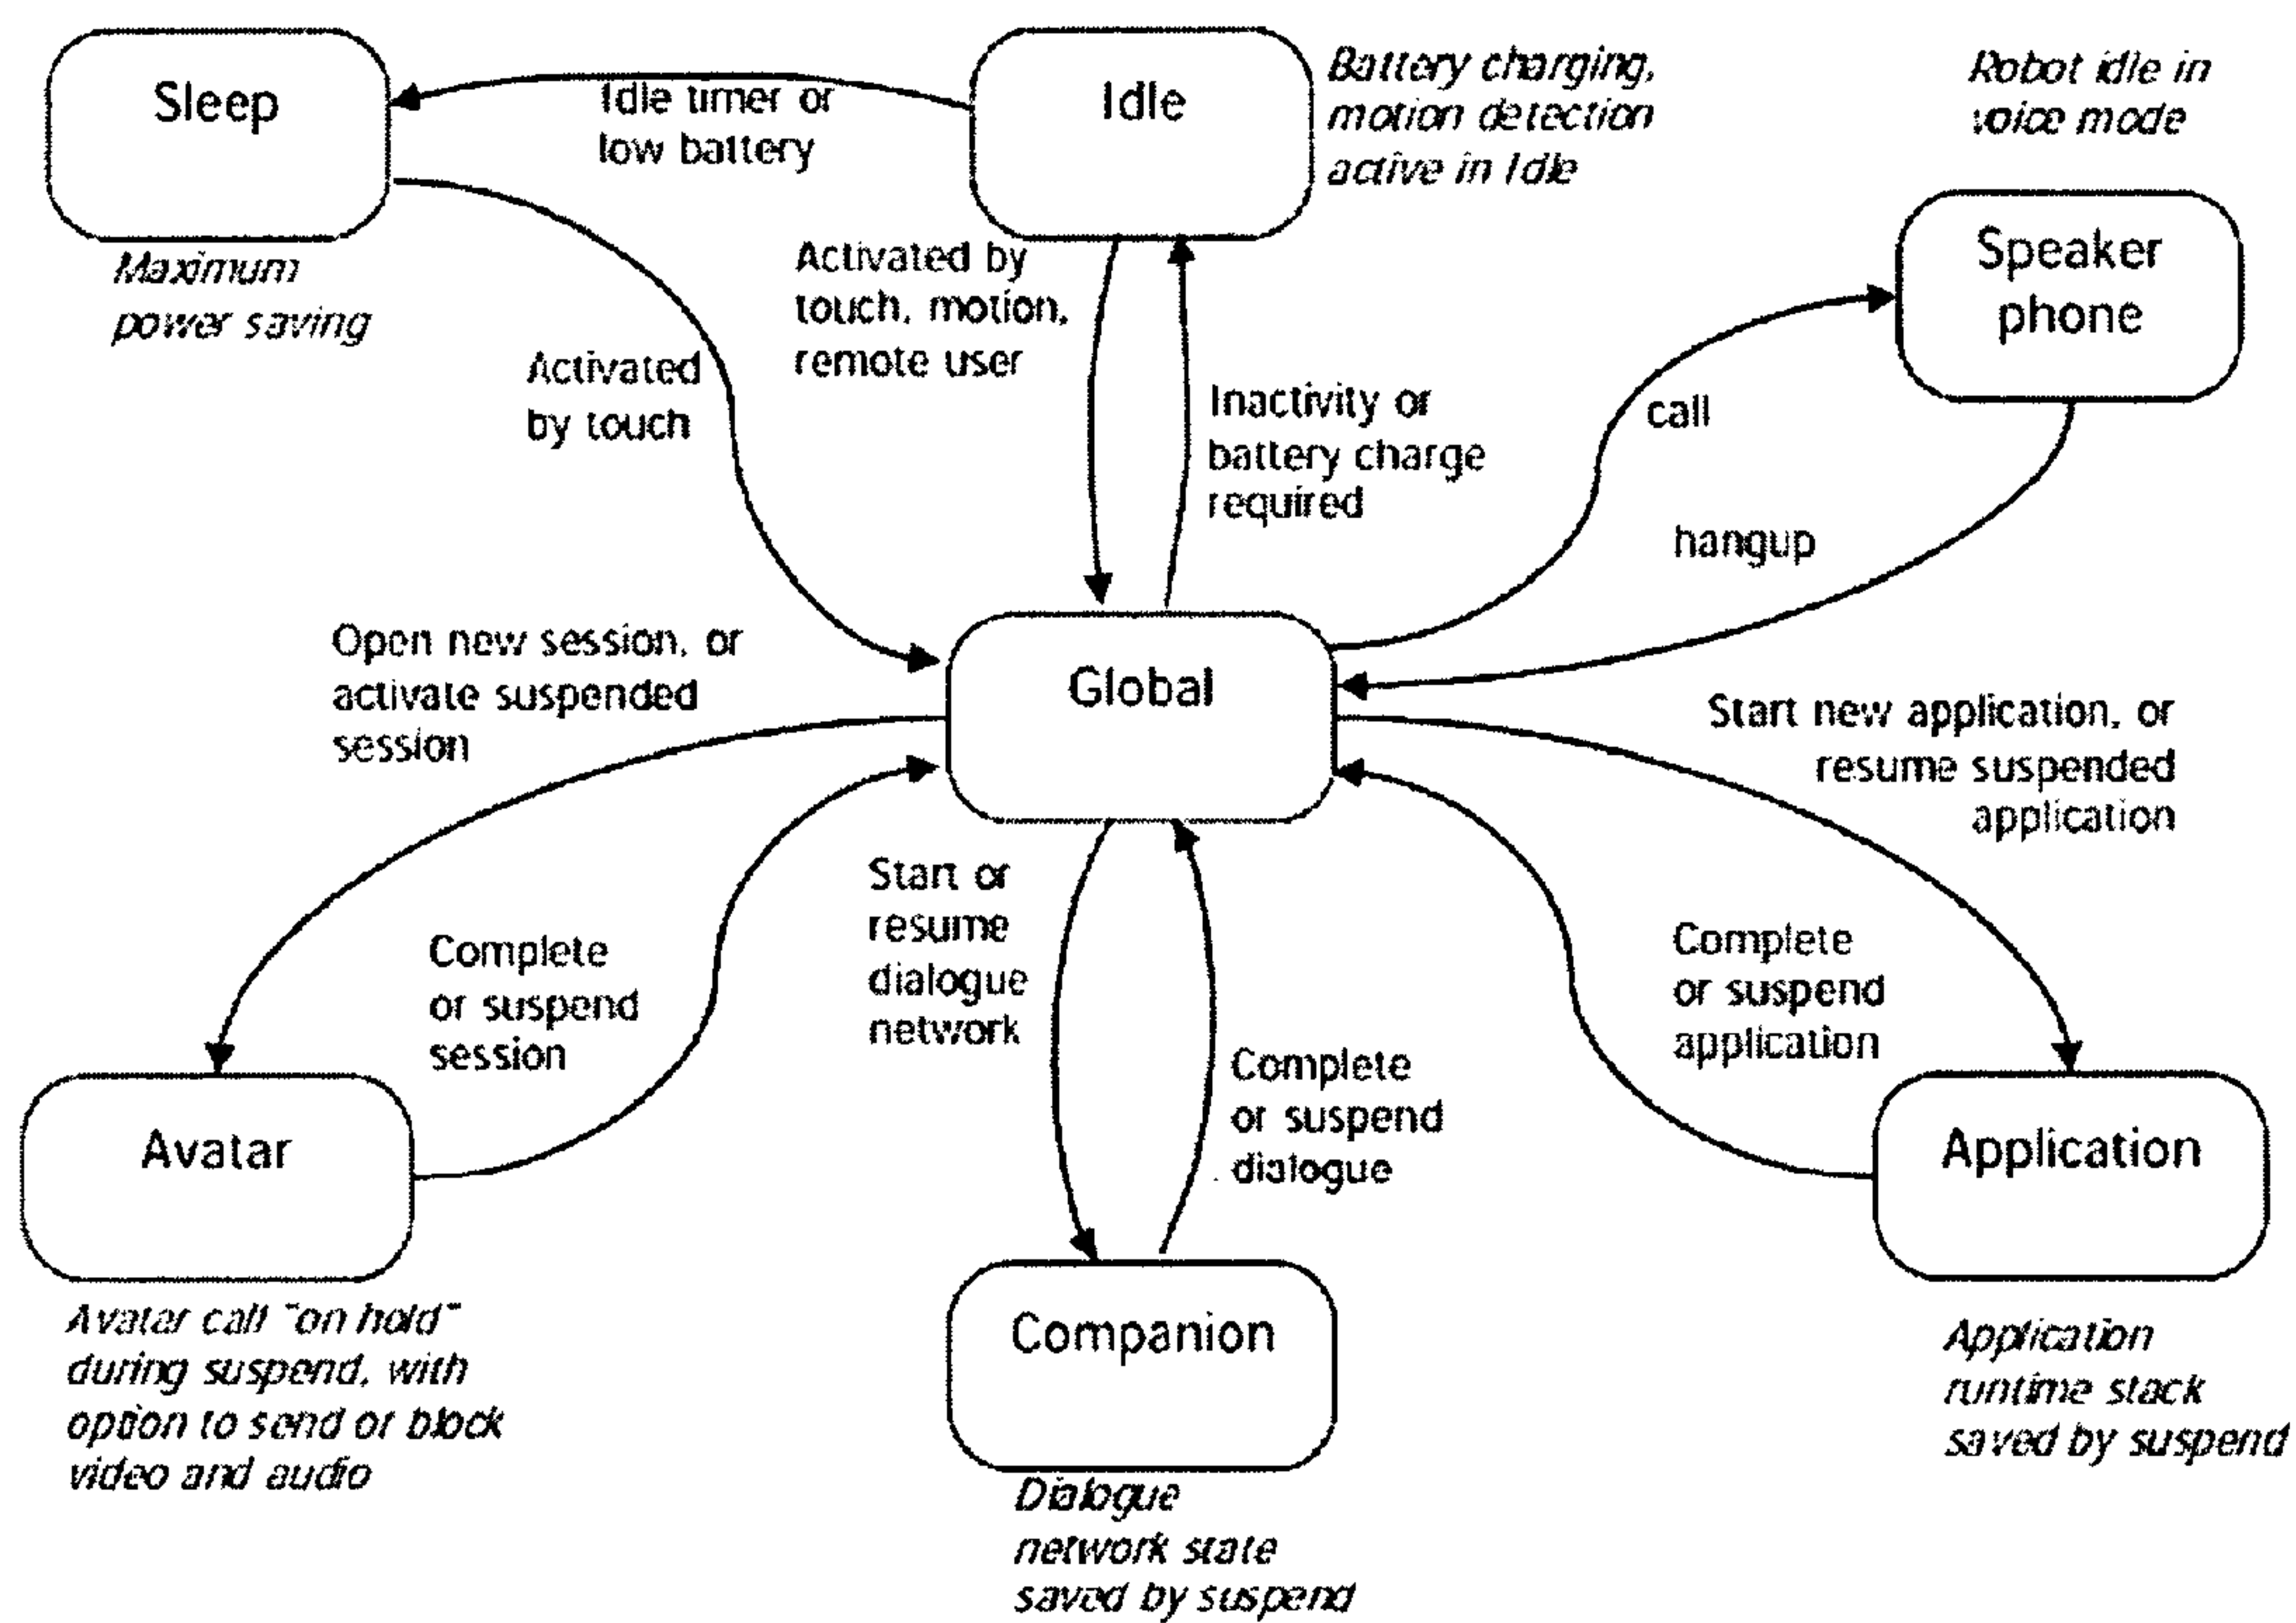 Sleep
Maximum
power saving
Idle timer or
low battery
Idle
Battery charging,
motion detection
active in Idle
Robot idle in
voice mode
Speaker
phone
Activated by
touch, motion,
remote user
Activated
by touch
Inactivity or
battery charge
required
call
hangup
Global
Open new session, or
activate suspended
session
Start new application, or
resume suspended
application
Complete
or suspend
session
Start or
resume
dialogue
network
Complete
or suspend
dialogue
Complete
or suspend
application
Avatar
Avatar call "on hold"
during suspend, with
option to send or block
video and audio
Companion
Dialogue
network state
saved by suspend
Application
Application
runtime stack
saved by suspend